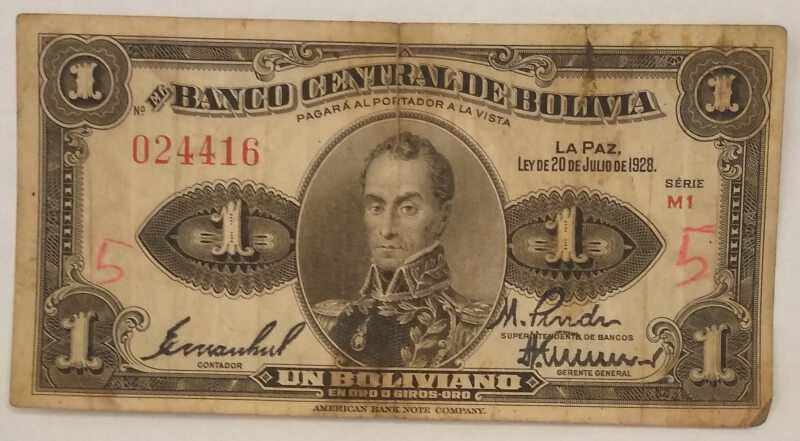 1 1
Nº EL BANCO CENTRAL DE BOLIVIA
PAGARÁ AL PORTADOR A LA VISTA
024416
LA PAZ,
LEY DE 20 DE JULIO DE 1928.
SÉRIE
M1
1 1
5 5
SUPERINTENDENTE DE BANCOS
1 1
CONTADOR
GERENTE GENERAL
UN BOLIVIANO
EN ORO O GIROS-ORO
AMERICAN BANK NOTE COMPANY.